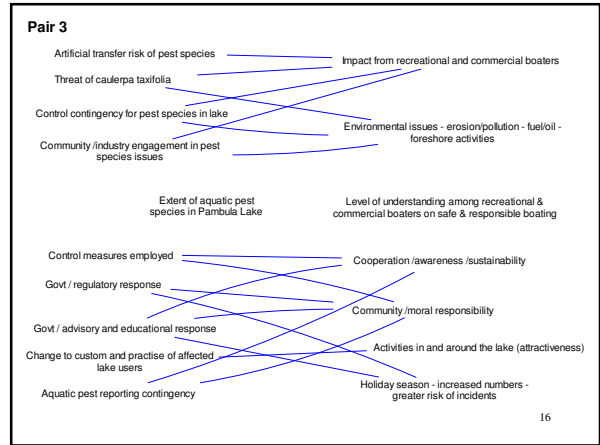 Pair 3
Artificial transfer risk of pest species
Impact from recreational and commercial boaters
Threat of caulerpa taxifolia
Control contingency for pest species in lake
Environmental issues - erosion/pollution - fuel/oil -
foreshore activities
Community /industry engagement in pest
species issues
Extent of aquatic pest
species in Pambula Lake
Level of understanding among recreational &
commercial boaters on safe & responsible boating
Control measures employed
Cooperation /awareness /sustainability
Govt / regulatory response
Community /moral responsibility
Govt / advisory and educational response
Activities in and around the lake (attractiveness)
Change to custom and practise of affected
lake users
Holiday season - increased numbers -
greater risk of incidents
Aquatic pest reporting contingency
16